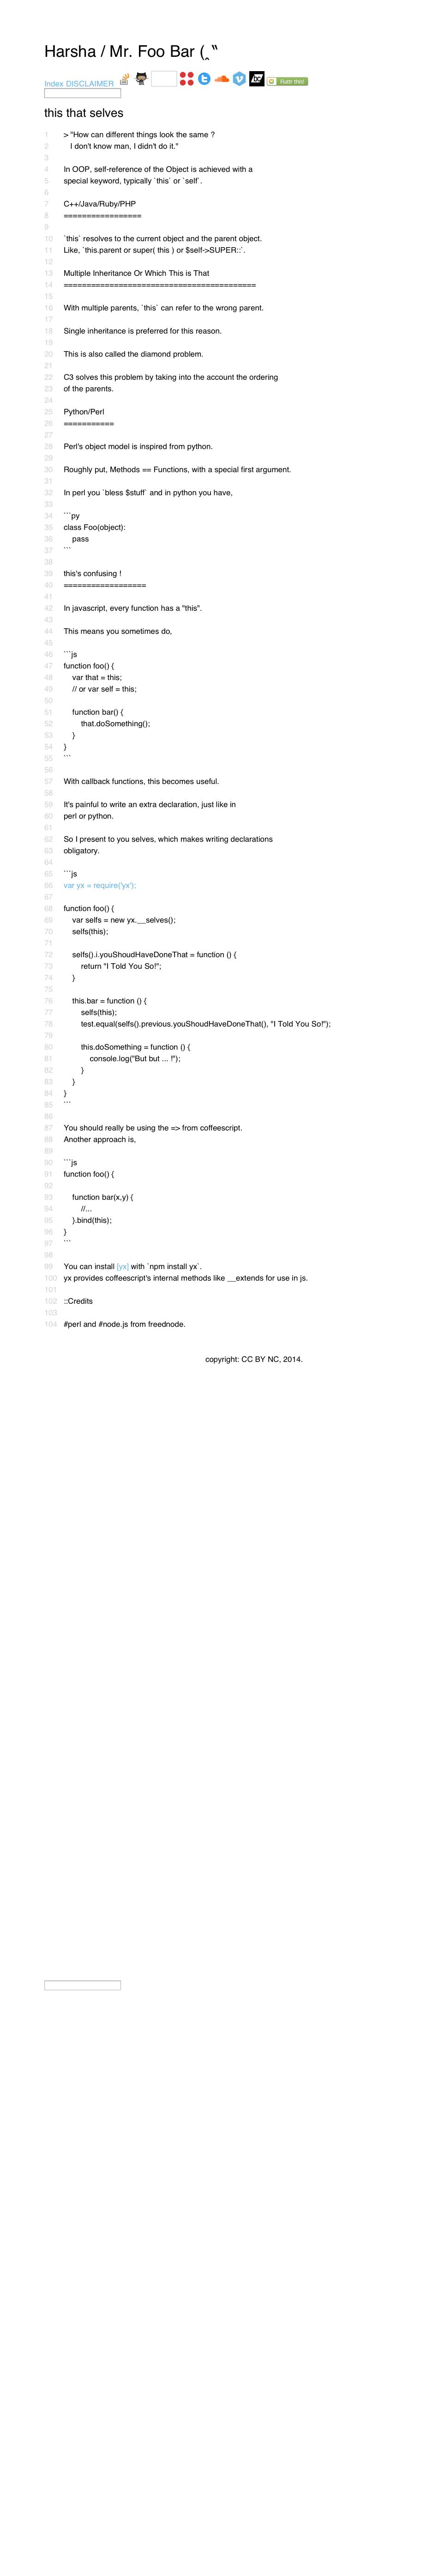 Harsha / Mr. Foo Bar (‸‶
Index DISCLAIMER
flattr this!
this that selves
1 > "How can different things look the same ?
2 I don't know man, I didn't do it."
3
4 In OOP, self-reference of the Object is achieved with a
5 special keyword, typically `this` or `self`.
6
7 C++/Java/Ruby/PHP
8 =================
9
10 `this` resolves to the current object and the parent object.
11 Like, `this.parent or super( this ) or $self->SUPER::`.
12
13 Multiple Inheritance Or Which This is That
14 ==========================================
15
16 With multiple parents, `this` can refer to the wrong parent.
17
18 Single inheritance is preferred for this reason.
19
20 This is also called the diamond problem.
21
22 C3 solves this problem by taking into the account the ordering
23 of the parents.
24
25 Python/Perl
26 ===========
27
28 Perl's object model is inspired from python.
29
30 Roughly put, Methods == Functions, with a special first argument.
31
32 In perl you `bless $stuff` and in python you have,
33
34 ```py
35 class Foo(object):
36 pass
37 ```
38
39 this's confusing !
40 ==================
41
42 In javascript, every function has a "this".
43
44 This means you sometimes do,
45
46 ```js
47 function foo() {
48 var that = this;
49 // or var self = this;
50
51 function bar() {
52 that.doSomething();
53 }
54 }
55 ```
56
57 With callback functions, this becomes useful.
58
59 It's painful to write an extra declaration, just like in
60 perl or python.
61
62 So I present to you selves, which makes writing declarations
63 obligatory.
64
65 ```js
66 var yx = require('yx');
67
68 function foo() {
69 var selfs = new yx.__selves();
70 selfs(this);
71
72 selfs().i.youShoudHaveDoneThat = function () {
73 return "I Told You So!";
74 }
75
76 this.bar = function () {
77 selfs(this);
78 test.equal(selfs().previous.youShoudHaveDoneThat(), "I Told You So!");
79
80 this.doSomething = function () {
81 console.log("But but ... !");
82 }
83 }
84 }
85 ```
86
87 You should really be using the => from coffeescript.
88 Another approach is,
89
90 ```js
91 function foo() {
92
93 function bar(x,y) {
94 //...
95 }.bind(this);
96 }
97 ```
98
99 You can install [yx] with `npm install yx`.
100 yx provides coffeescript's internal methods like __extends for use in js.
101
102 ::Credits
103
104 #perl and #node.js from freednode.
copyright: CC BY NC, 2014.